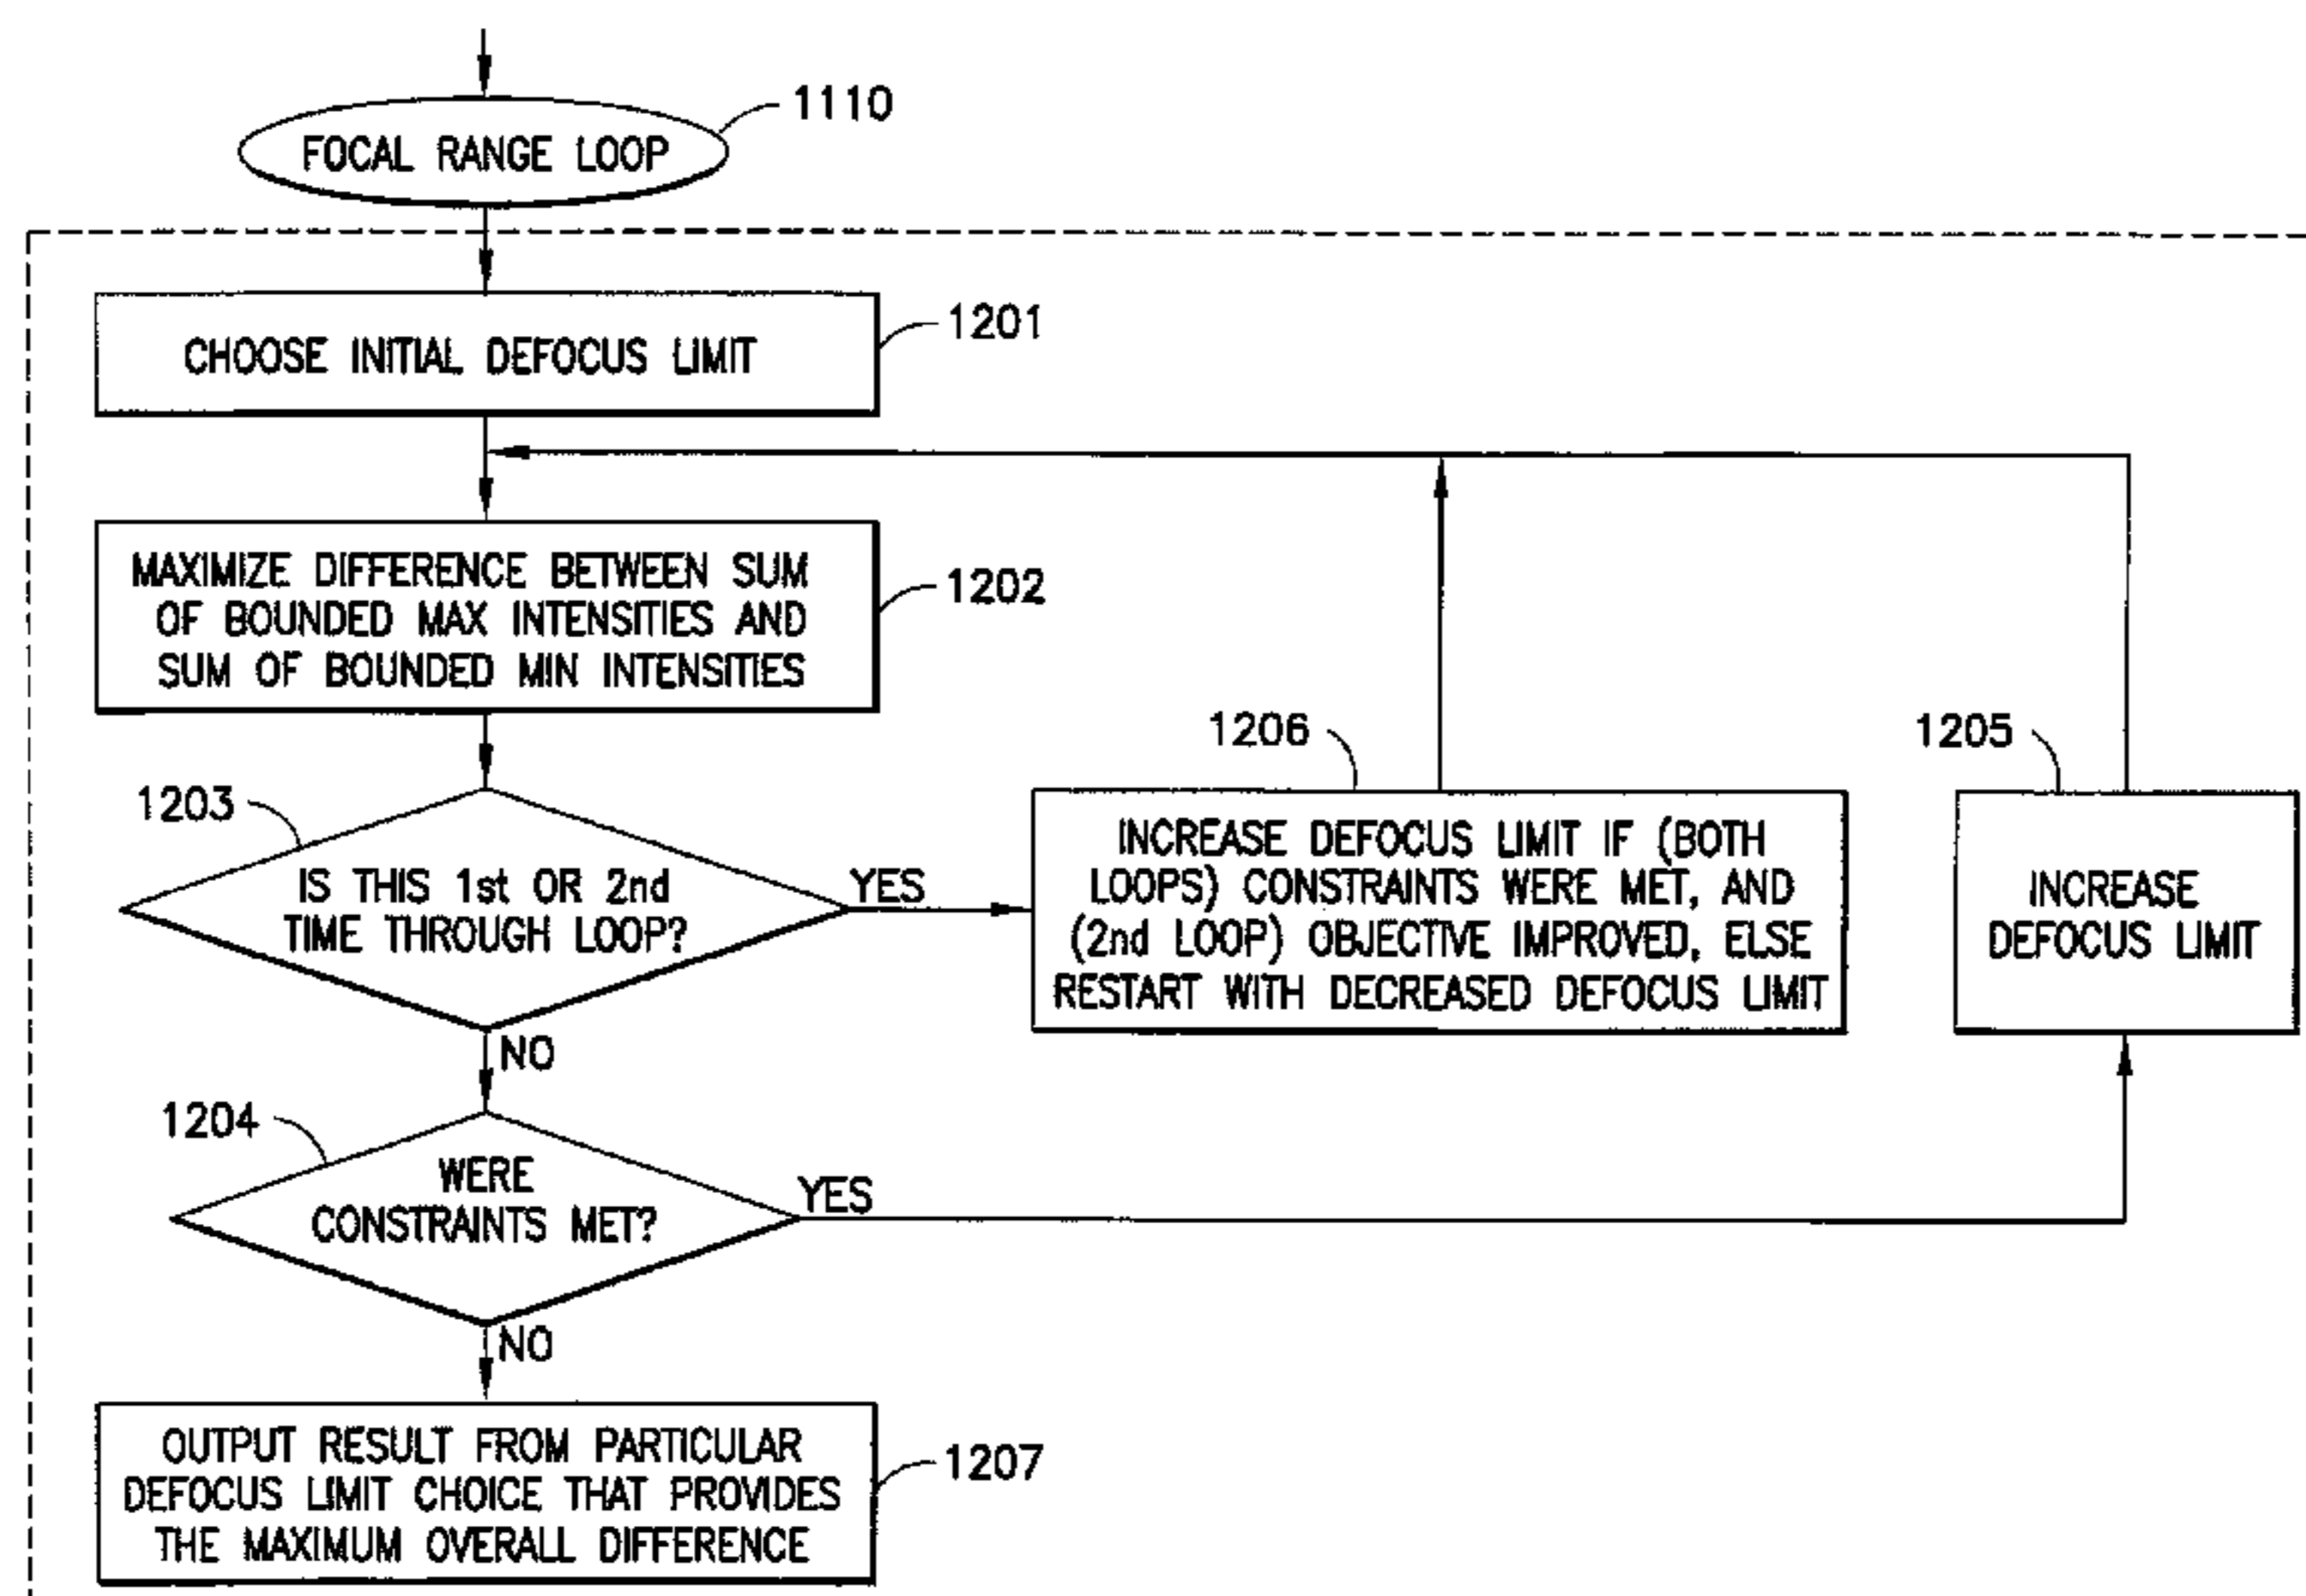 1110
FOCAL RANGE LOOP
1201
CHOOSE INITIAL DEFOCUS LIMIT
MAXIMIZE DIFFERENCE BETWEEN SUM
OF BOUNDED MAX INTENSITIES AND
SUM OF BOUNDED MIN INTENSITIES
1202
1203
IS THIS 1st OR 2nd
TIME THROUGH LOOP?
YES
NO
1206
INCREASE DEFOCUS LIMIT IF (BOTH
LOOPS) CONSTRAINTS WERE MET, AND
(2nd LOOP) OBJECTIVE IMPROVED, ELSE
RESTART WITH DECREASED DEFOCUS LIMIT
1205
INCREASE
DEFOCUS LIMIT
1204
WERE
CONSTRAINTS MET?
YES
NO
OUTPUT RESULT FROM PARTICULAR
DEFOCUS LIMIT CHOICE THAT PROVIDES
THE MAXIMUM OVERALL DIFFERENCE
1207